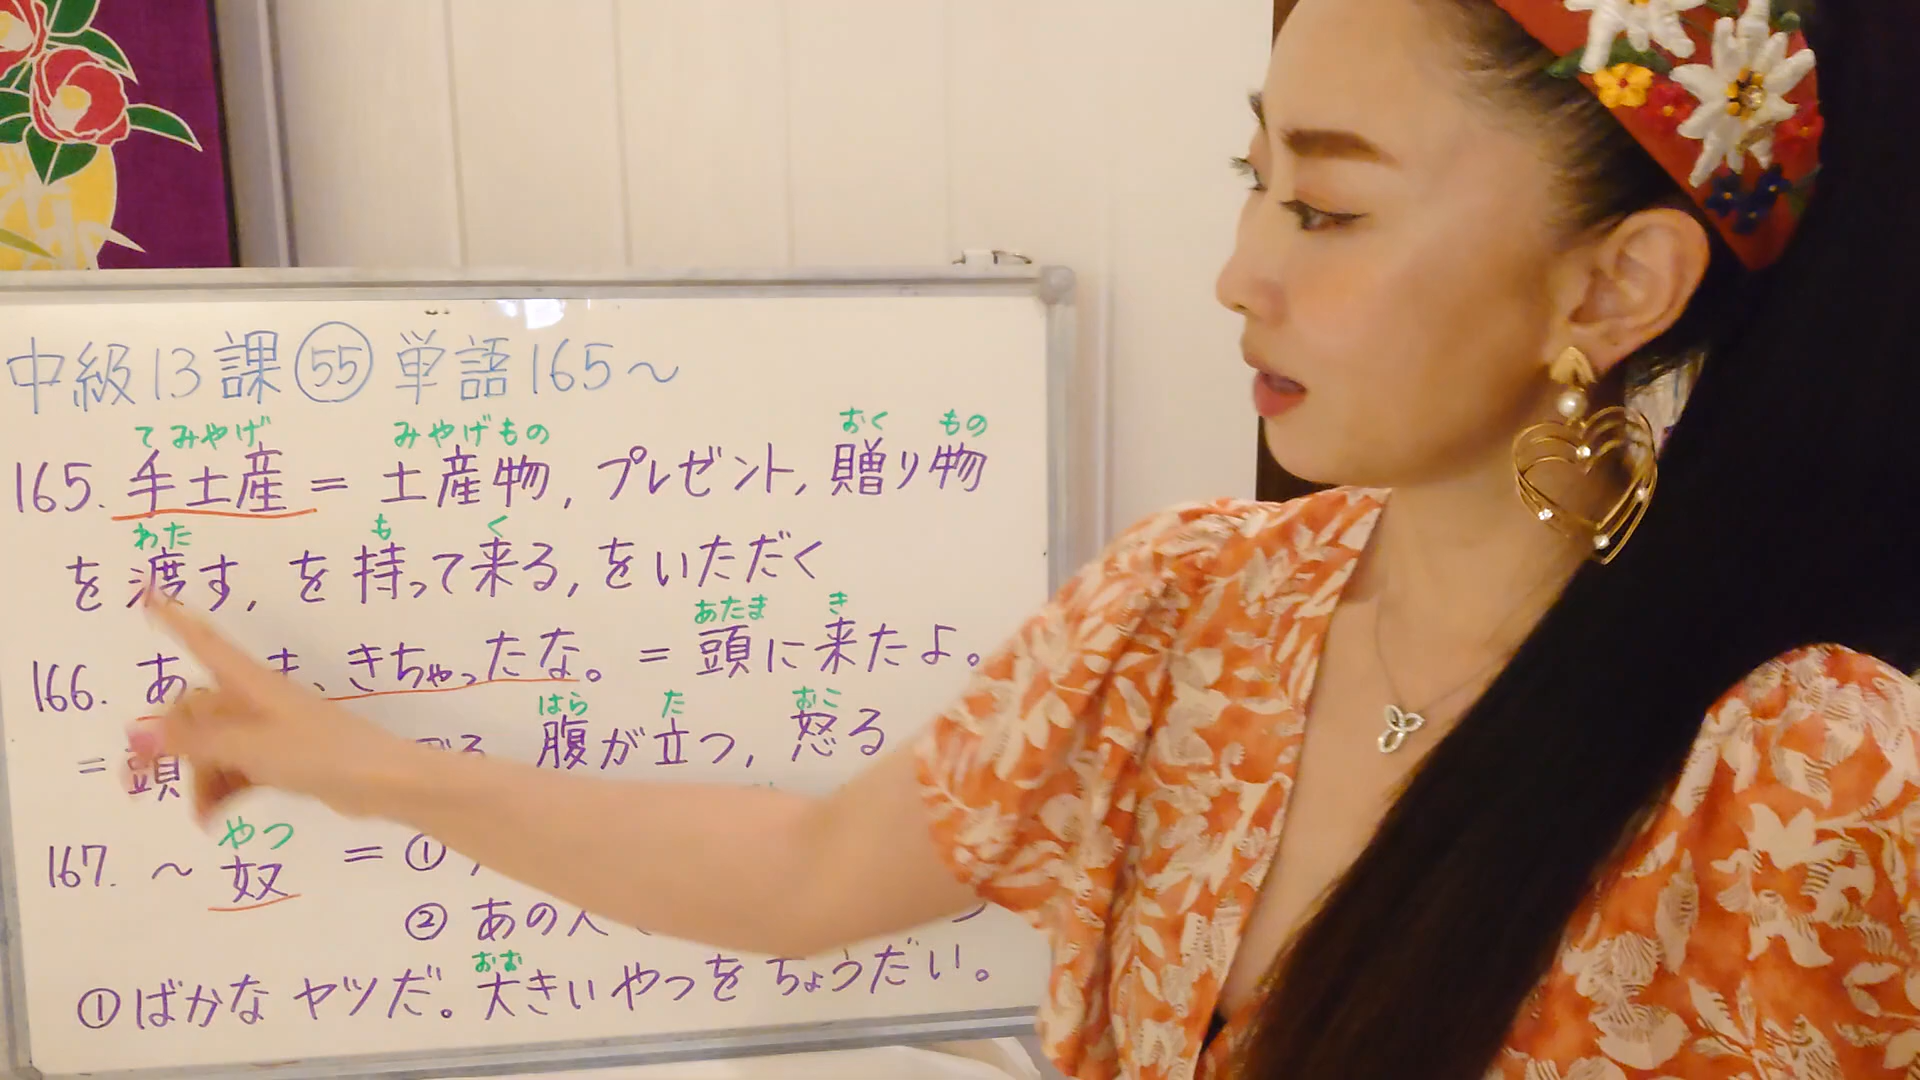 中級13課 55 単語165〜
てみやげ みやげもの おく もの
165. 手土産 = 土産物, プレゼント, 贈り物
わた も く
を渡す, を持って来る, をいただく
あたま き
166. あ きちゃったな。= 頭に来たよ。
はら た おこ
= 頭 腹が立つ, 怒る
やつ
167. 〜奴 = ①
② あの人
おお
①ばかなヤツだ。大きいやつをちょうだい。